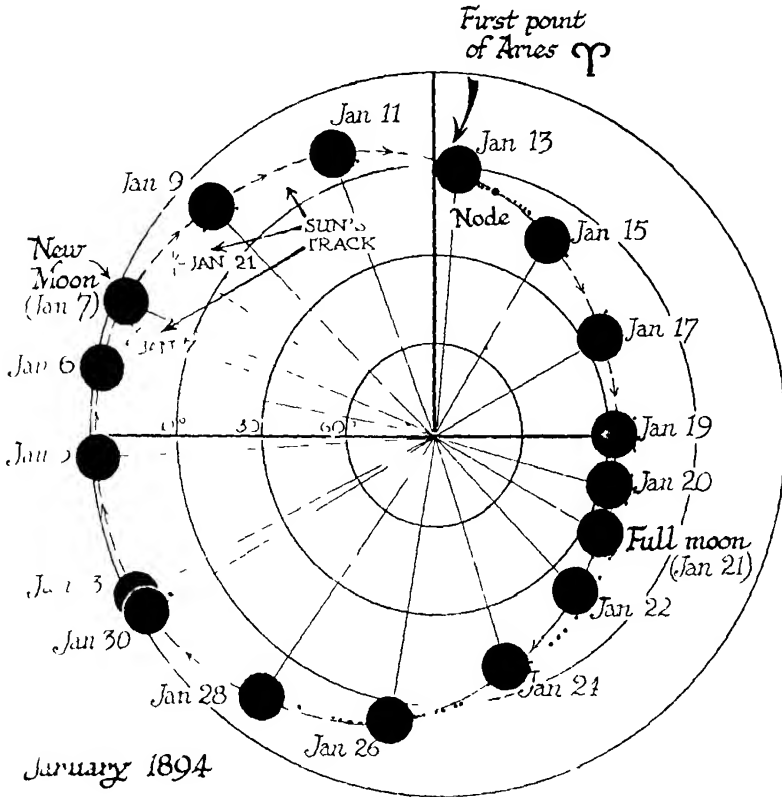 First point
of Aries ♈
Jan 11
Jan 13
Jan 9
Node
SUN'S
TRACK
Jan 15
New
Moon
(Jan 7)
JAN 21
Jan 17
Jan 6
60°
Jan 19
Jan 20
Full moon
(Jan 21)
Jan 22
Jan 30
Jan 24
Jan 28
Jan 26
January 1894